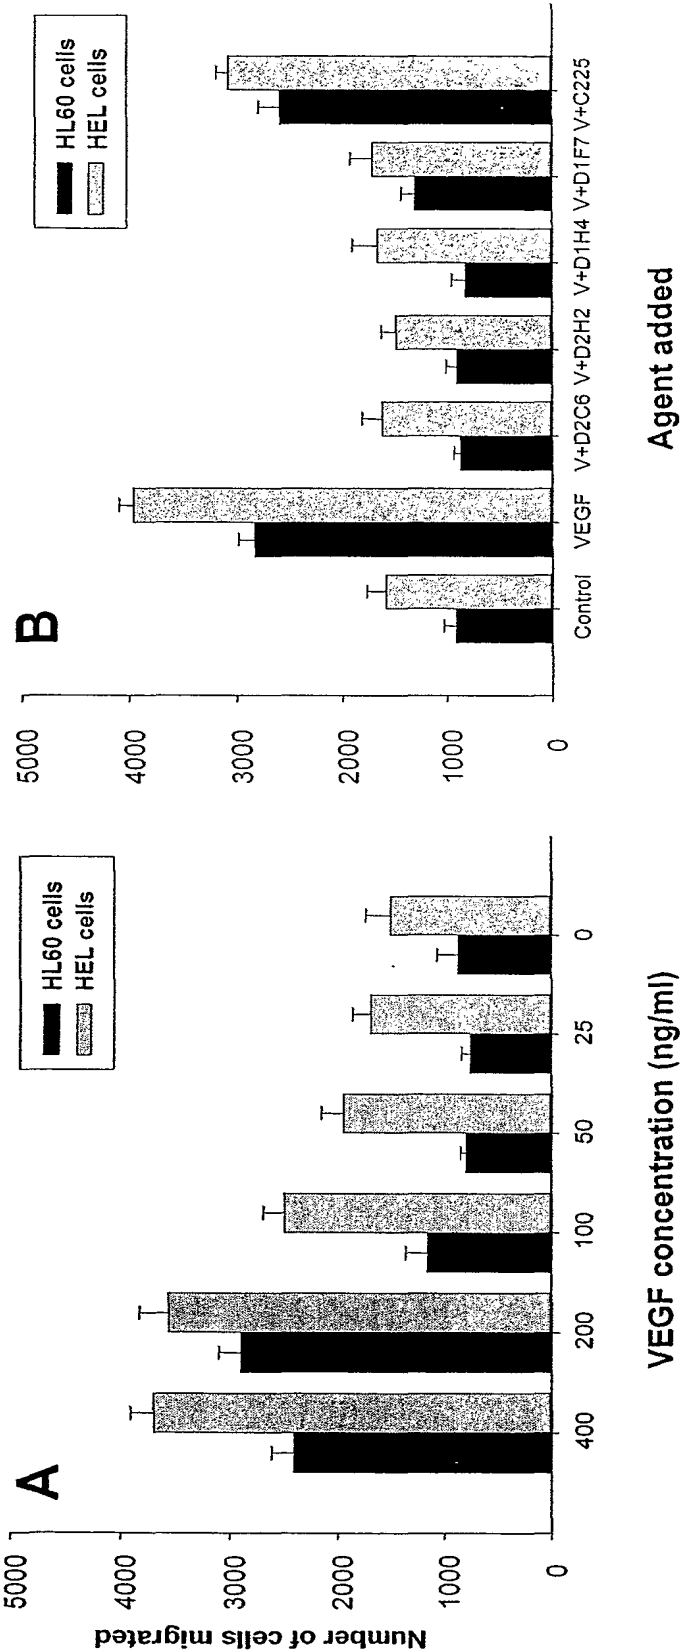 A
HL60 cells
HEL cells
Number of cells migrated
5000
4000
3000
2000
1000
0
400
200
100
50
25
0
VEGF concentration (ng/ml)
B
HL60 cells
HEL cells
5000
4000
3000
2000
1000
0
Control
VEGF
V+D2C6
V+D2H2
V+D1H4
V+D1F7
V+C225
Agent added